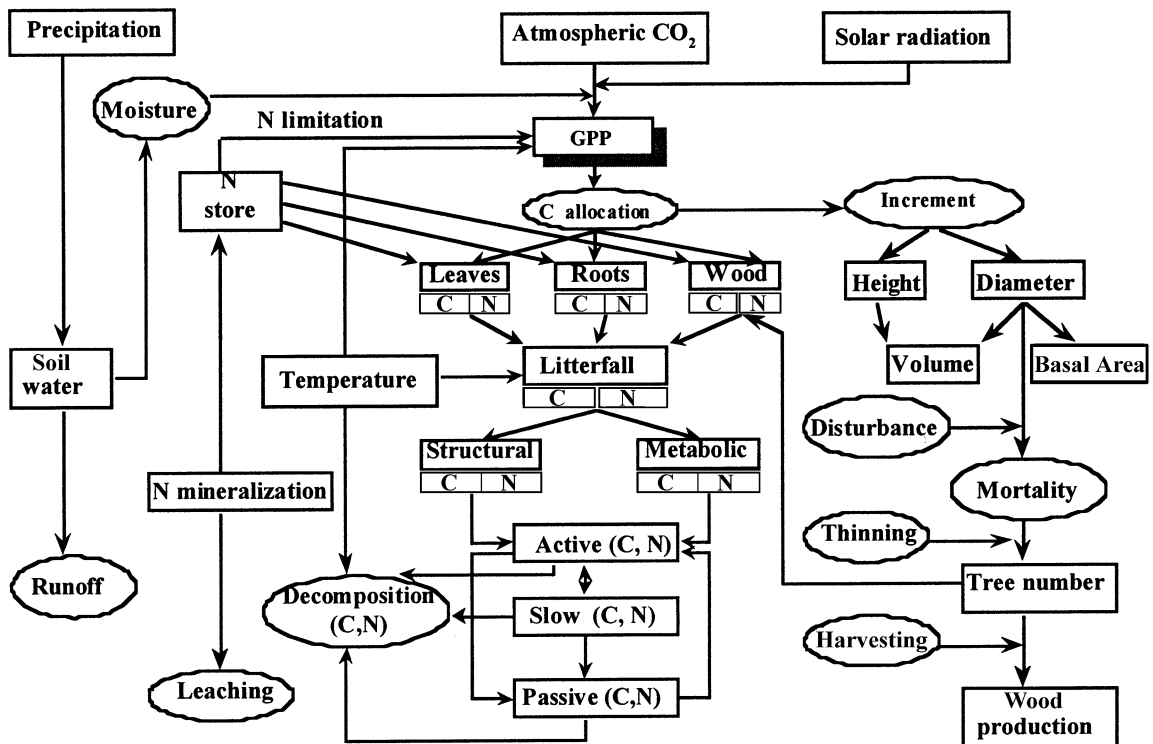 Precipitation
Atmospheric CO2
Solar radiation
Moisture
N limitation
GPP
N
store
C allocation
Increment
Leaves
Roots
Wood
C N
C N
C N
Height
Diameter
Soil
water
Temperature
Litterfall
C N
Volume
Basal Area
Disturbance
Structural
Metabolic
C N
C N
N mineralization
Mortality
Thinning
Active (C, N)
Runoff
Decomposition
(C,N)
Slow (C, N)
Tree number
Harvesting
Leaching
Passive (C,N)
Wood
production